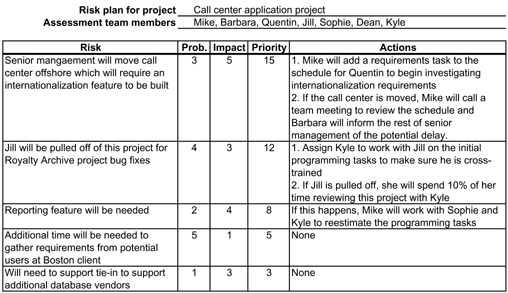 Risk plan for project Call center application project
Assessment team members Mike, Barbara, Quentin, Jill, Sophie, Dean, Kyle
Risk Prob. Impact Priority Actions
Senior mangaement will move call
center offshore which will require an
internationalization feature to be built
3 5 15
1. Mike will add a requirements task to the
schedule for Quentin to begin investigating
internationalization requirements
2. If the call center is moved, Mike will call a
team meeting to review the schedule and
Barbara will inform the rest of senior
management of the potential delay.
Jill will be pulled off of this project for
Royalty Archive project bug fixes
4 3 12
1. Assign Kyle to work with Jill on the initial
programming tasks to make sure he is cross-
trained
2. If Jill is pulled off, she will spend 10% of her
time reviewing this project with Kyle
Reporting feature will be needed
2 4 8
If this happens, Mike will work with Sophie and
Kyle to reestimate the programming tasks
Additional time will be needed to
gather requirements from potential
users at Boston client
5 1 5
None
Will need to support tie-in to support
additional database vendors
1 3 3
None